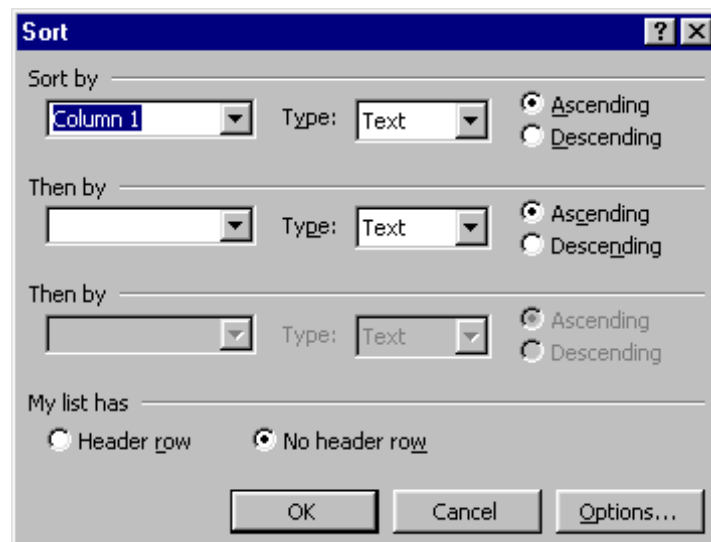 Sort
Sort by
Column 1 Type: Text Ascending
Descending
Then by
Type: Text Ascending
Descending
Then by
Type: Text Ascending
Descending
My list has
Header row No header row
OK Cancel Options...